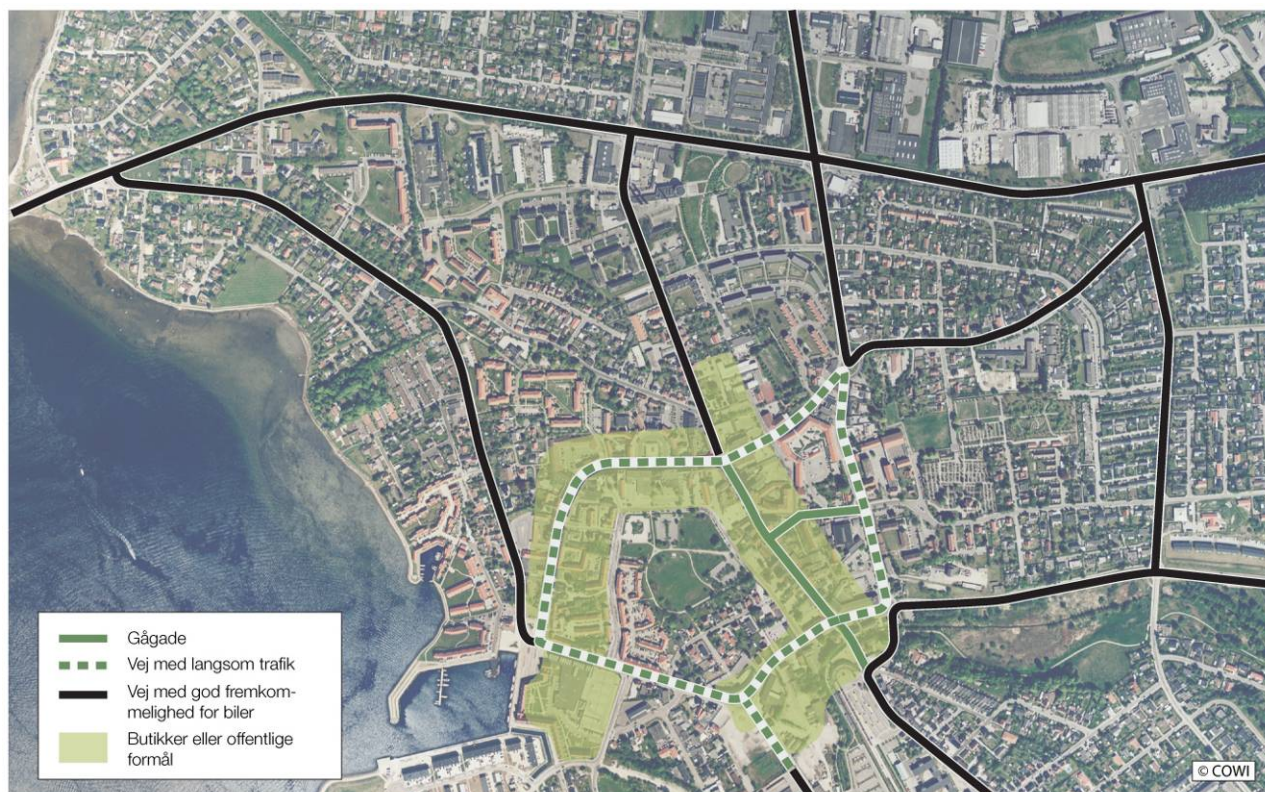 Gågade
Vej med langsom trafik
Vej med god fremkom-
melighed for biler
Butikker eller offentlige
formål
© COWI